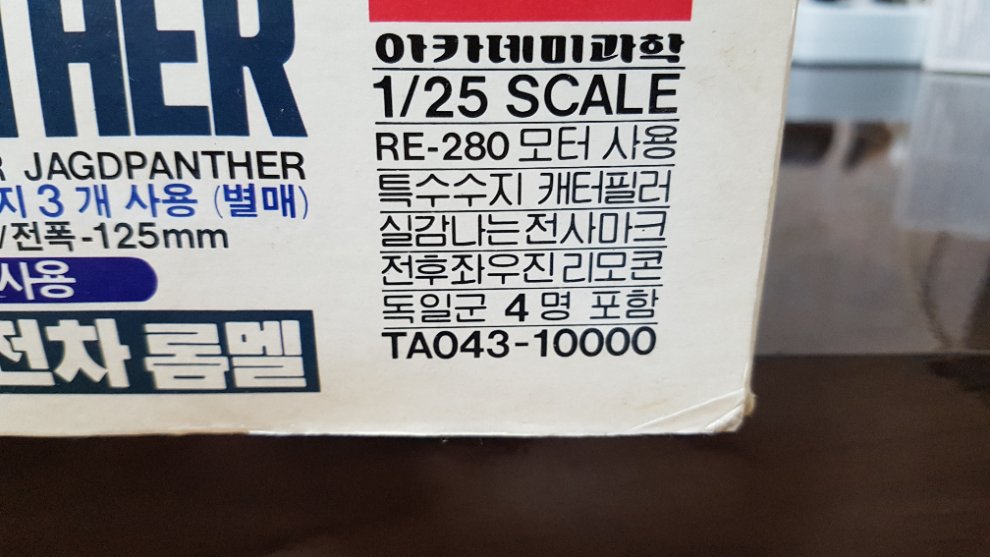 THER
JAGDPANTHER
지 3 개 사용 (별매)
/전폭-125mm
사용
전차 롬멜
아카데미과학
1/25 SCALE
RE-280 모터 사용
특수수지 캐터필러
실감나는 전사마크
전후좌우진 리모콘
독일군 4 명 포함
TA043-10000